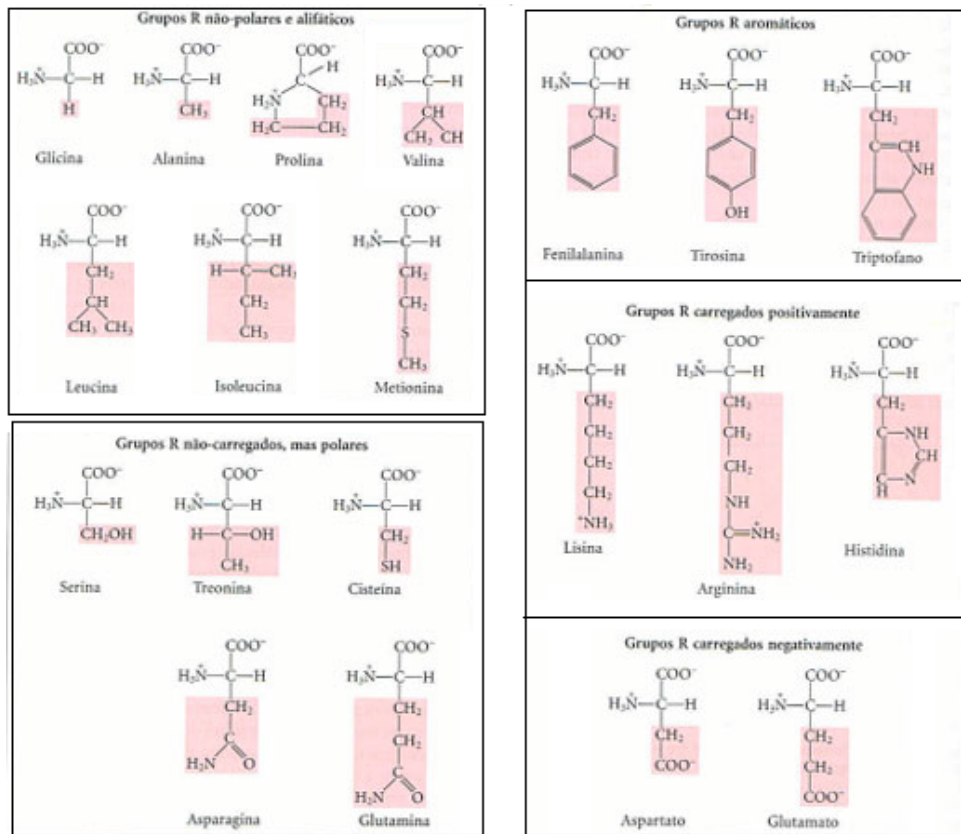 Grupos R não-polares e alifáticos
COO⁻ COO⁻ COO⁻ COO⁻
H₃N⁺—C—H H₃N⁺—C—H H H₃N⁺—C—H
H CH₃ H₂N⁺ C CH₂ CH
H₂C CH₂ CH₃ CH
Glicina Alanina Prolina Valina
COO⁻ COO⁻ COO⁻
H₃N⁺—C—H H₃N⁺—C—H H₃N⁺—C—H
CH₂ H—C—CH₃ CH₂
CH CH₂ CH₂
CH₃ CH₃ CH₃ S
CH₃
Leucina Isoleucina Metionina
Grupos R não-carregados, mas polares
COO⁻ COO⁻ COO⁻
H₃N⁺—C—H H₃N⁺—C—H H₃N⁺—C—H
CH₂OH H—C—OH CH₂
CH₃ SH
Serina Treonina Cisteína
COO⁻ COO⁻
H₃N⁺—C—H H₃N⁺—C—H
CH₂ CH₂
C CH₂
H₂N O C
H₂N O
Asparagina Glutamina
Grupos R aromáticos
COO⁻ COO⁻ COO⁻
H₃N⁺—C—H H₃N⁺—C—H H₃N⁺—C—H
CH₂ CH₂ CH₂
C CH
NH
OH
Fenilalanina Tirosina Triptofano
Grupos R carregados positivamente
COO⁻ COO⁻ COO⁻
H₃N⁺—C—H H₃N⁺—C—H H₃N⁺—C—H
CH₂ CH₂ CH₂
CH₂ CH₂ C NH
CH₂ CH₂ CH
CH₂ NH C N
⁺NH₃ C NH₂⁺ H
NH₂
Lisina Arginina Histidina
Grupos R carregados negativamente
COO⁻ COO⁻
H₃N⁺—C—H H₃N⁺—C—H
CH₂ CH₂
COO⁻ CH₂
COO⁻
Aspartato Glutamato